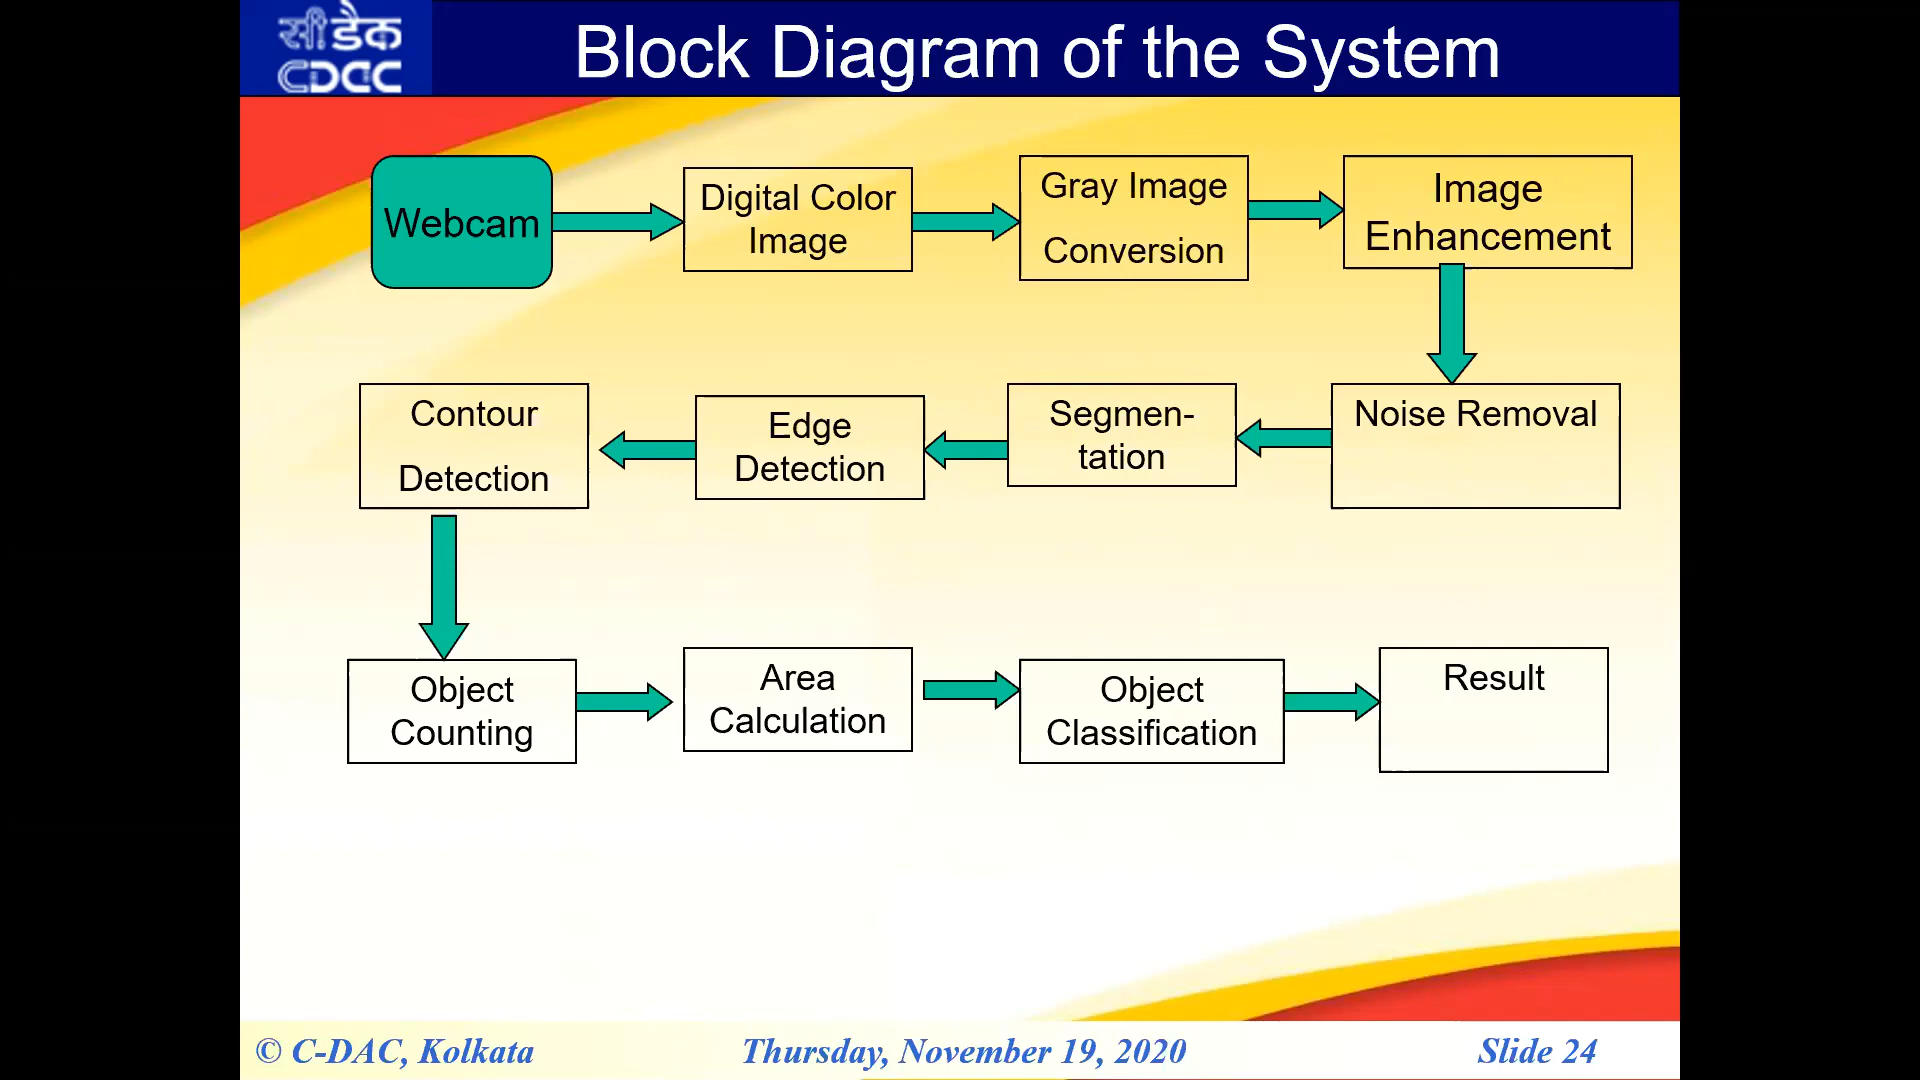 सीडैक
CDAC
Block Diagram of the System
Webcam
Digital Color
Image
Gray Image
Conversion
Image
Enhancement
Contour
Detection
Edge
Detection
Segmen-
tation
Noise Removal
Object
Counting
Area
Calculation
Object
Classification
Result
© C-DAC, Kolkata
Thursday, November 19, 2020
Slide 24